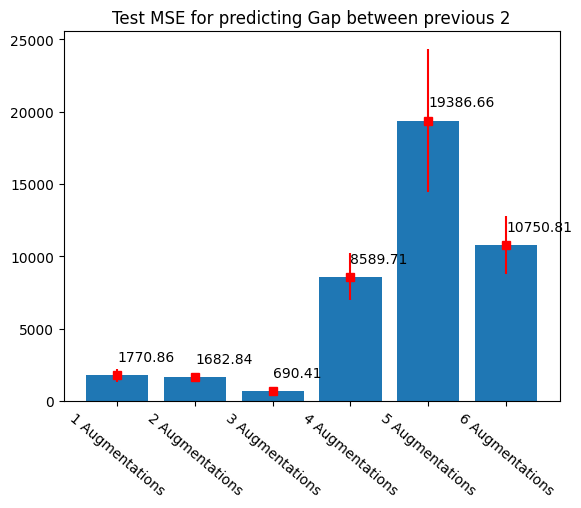 Test MSE for predicting Gap between previous 2
25000
20000
15000
10000
5000
0
1770.86
1682.84
690.41
8589.71
19386.66
10750.81
1 Augmentations
2 Augmentations
3 Augmentations
4 Augmentations
5 Augmentations
6 Augmentations